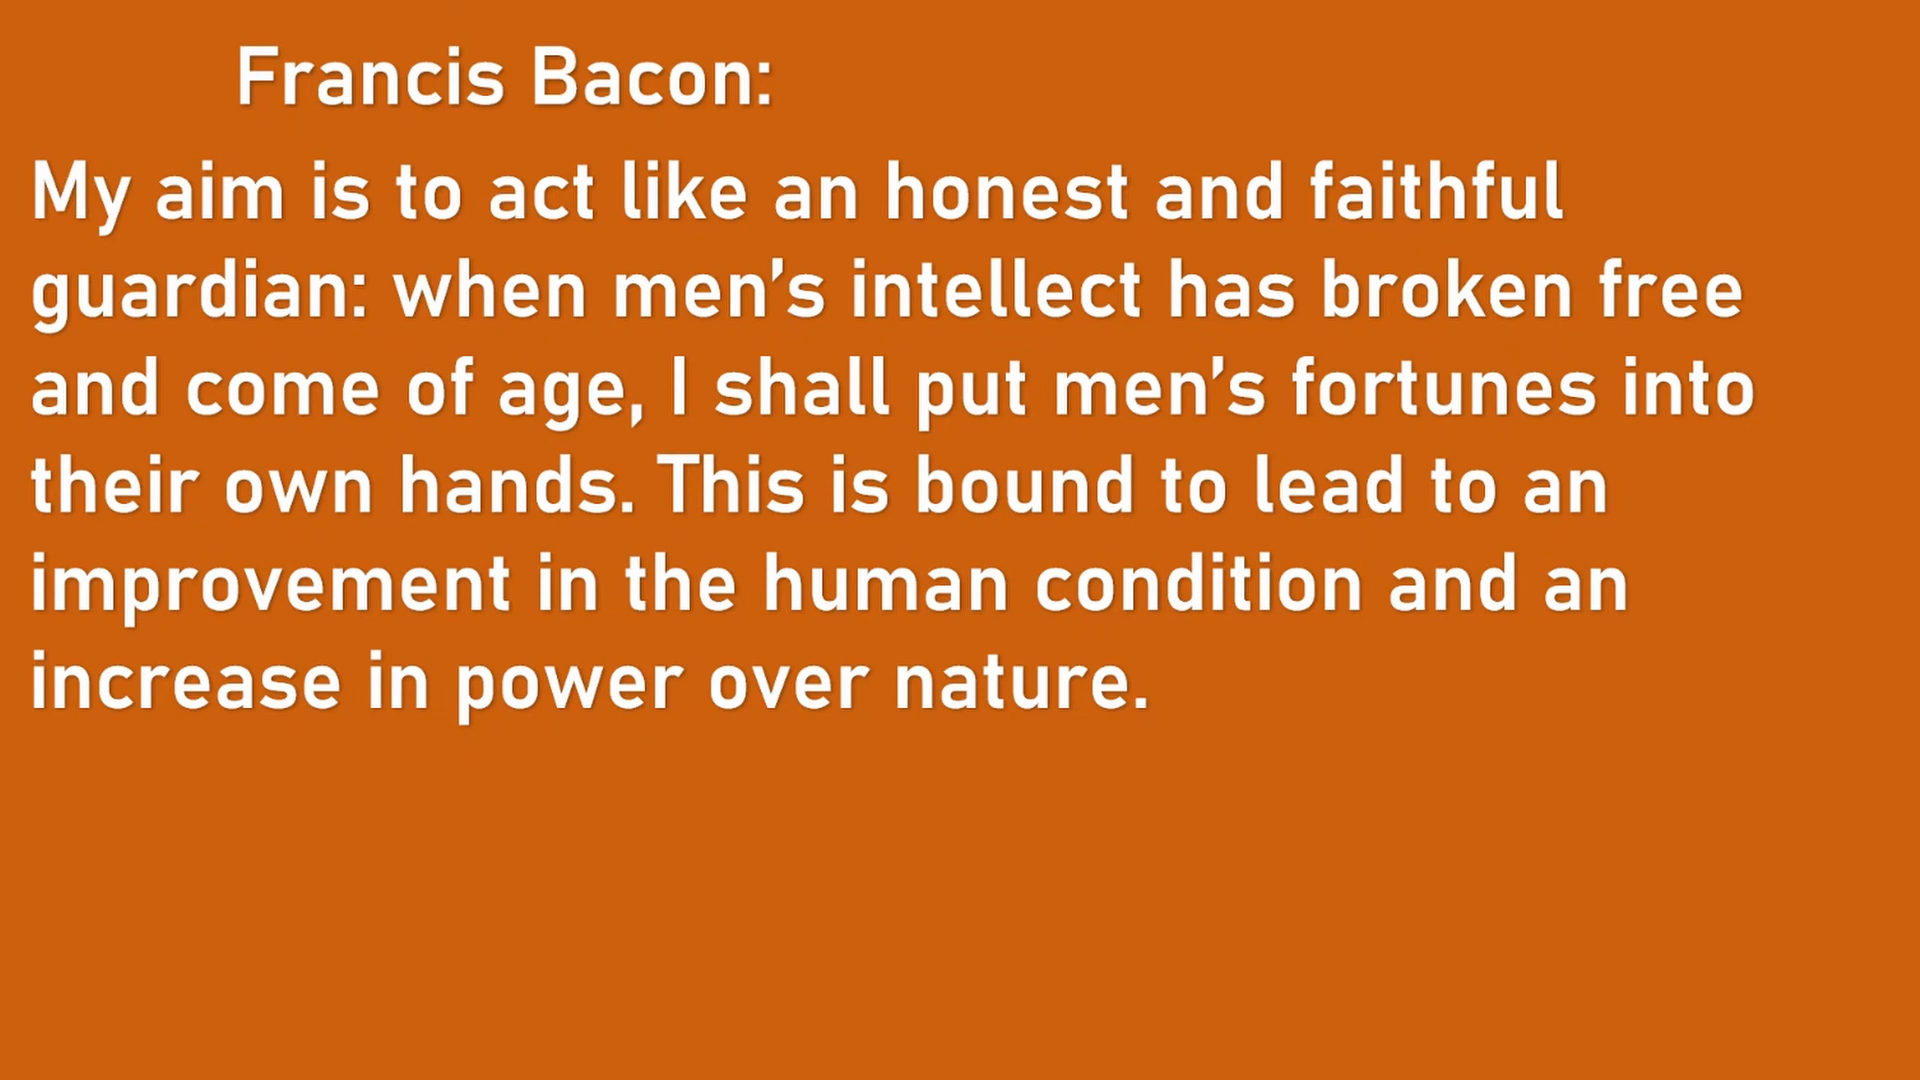 Francis Bacon:
My aim is to act like an honest and faithful
guardian: when men’s intellect has broken free
and come of age, I shall put men’s fortunes into
their own hands. This is bound to lead to an
improvement in the human condition and an
increase in power over nature.